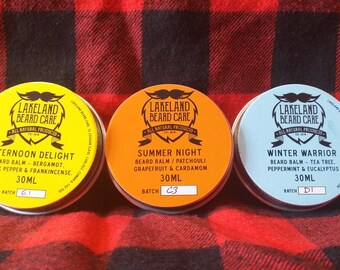 LAKELAND
BEARD CARE
ALL NATURAL PRODUCTS
TERNOON DELIGHT
EARD BALM - BERGAMOT,
K PEPPER & FRANKINCENSE.
30ML
BATCH
LAKELAND
BEARD CARE
ALL NATURAL PRODUCTS
SUMMER NIGHT
BEARD BALM / PATCHOULI
GRAPEFRUIT & CARDAMOM
30ML
BATCH C3
LAKELAND
BEARD CARE
ALL NATURAL PRODUCTS
WINTER WARRIOR
BEARD BALM - TEA TREE,
PEPPERMINT & EUCALYPTUS
30ML
BATCH D1